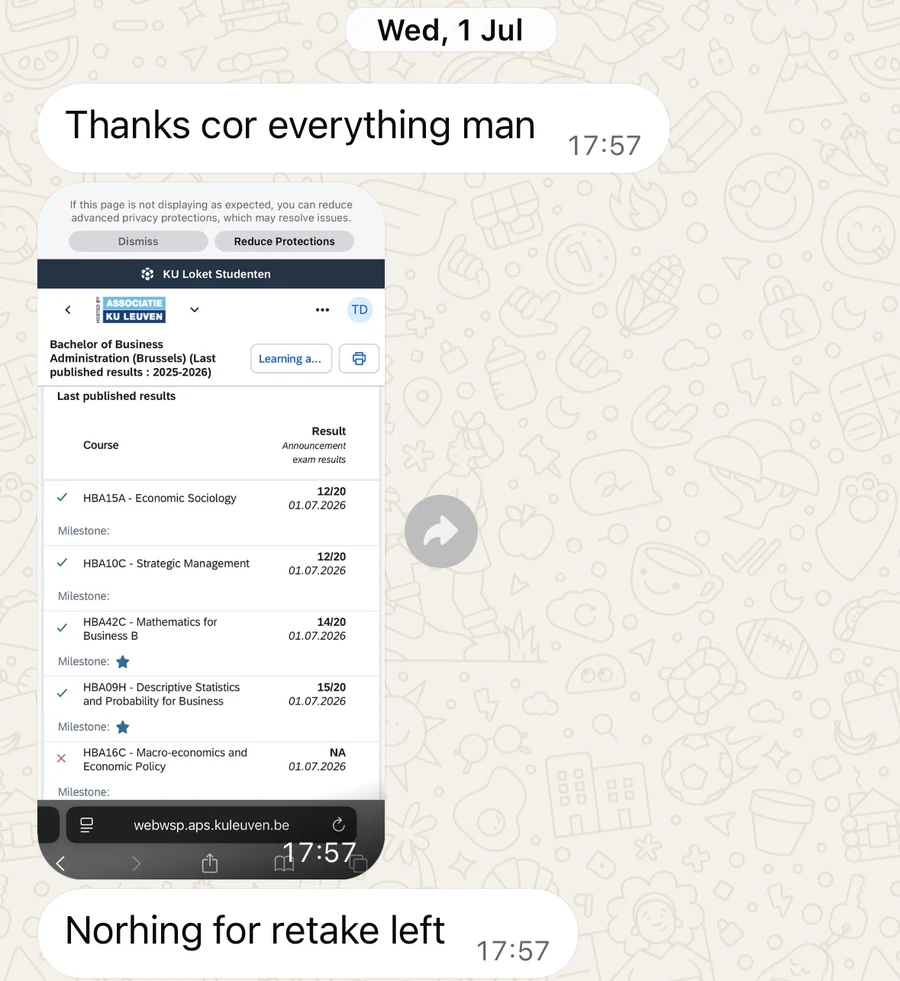 Wed, 1 Jul
Thanks cor everything man 17:57
If this page is not displaying as expected, you can reduce
advanced privacy protections, which may resolve issues.
Dismiss Reduce Protections
KU Loket Studenten
HOSTED BY ASSOCIATIE
KU LEUVEN
TD
Bachelor of Business
Administration (Brussels) (Last
published results : 2025-2026)
Learning a...
Last published results
Result
Course Announcement
exam results
HBA15A - Economic Sociology 12/20
01.07.2026
Milestone:
HBA10C - Strategic Management 12/20
01.07.2026
Milestone:
HBA42C - Mathematics for 14/20
Business B 01.07.2026
Milestone:
HBA09H - Descriptive Statistics 15/20
and Probability for Business 01.07.2026
Milestone:
HBA16C - Macro-economics and NA
Economic Policy 01.07.2026
Milestone:
webwsp.aps.kuleuven.be
17:57
Norhing for retake left 17:57